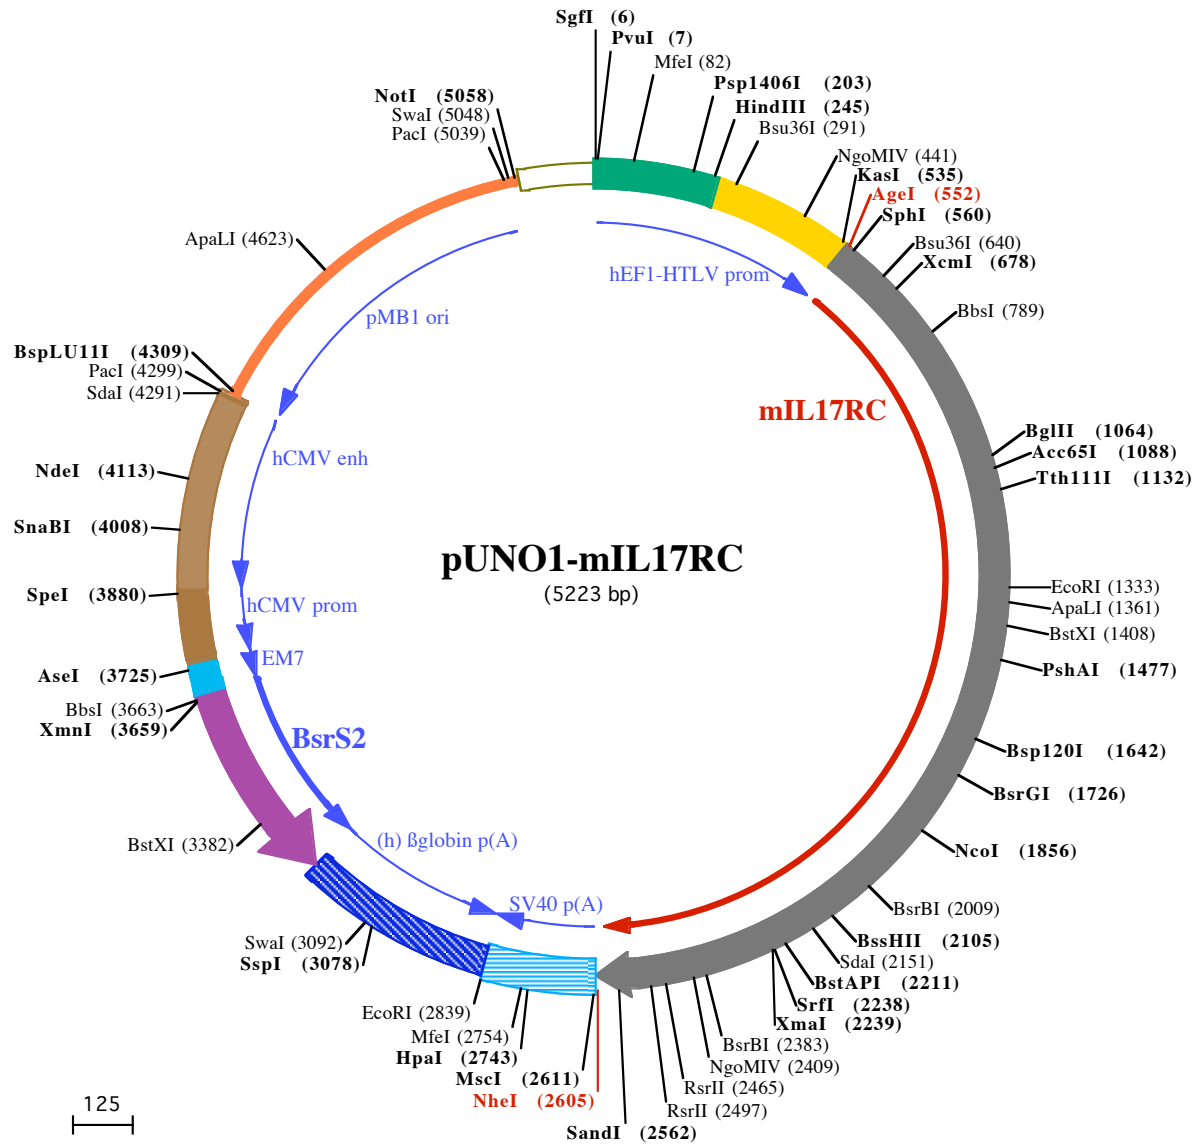 SgfI (6)
PvuI (7)
MfeI (82)
Psp1406I (203)
HindIII (245)
Bsu36I (291)
NgoMIV (441)
KasI (535)
AgeI (552)
SphI (560)
Bsu36I (640)
XcmI (678)
BbsI (789)
BglII (1064)
Acc65I (1088)
Tth111I (1132)
EcoRI (1333)
ApaLI (1361)
BstXI (1408)
PshAI (1477)
Bsp120I (1642)
BsrGI (1726)
NcoI (1856)
BsrBI (2009)
BssHII (2105)
SdaI (2151)
BstAPI (2211)
SrfI (2238)
XmaI (2239)
BsrBI (2383)
NgoMIV (2409)
RsrII (2465)
RsrII (2497)
SandI (2562)
NheI (2605)
MscI (2611)
HpaI (2743)
MfeI (2754)
EcoRI (2839)
SspI (3078)
SwaI (3092)
BstXI (3382)
XmnI (3659)
BbsI (3663)
AseI (3725)
SpeI (3880)
SnaBI (4008)
NdeI (4113)
SdaI (4291)
PacI (4299)
BspLU11I (4309)
ApaLI (4623)
PacI (5039)
SwaI (5048)
NotI (5058)
hEF1-HTLV prom
mIL17RC
SV40 p(A)
(h) ßglobin p(A)
BsrS2
EM7
hCMV prom
hCMV enh
pMB1 ori
pUNO1-mIL17RC
(5223 bp)
125